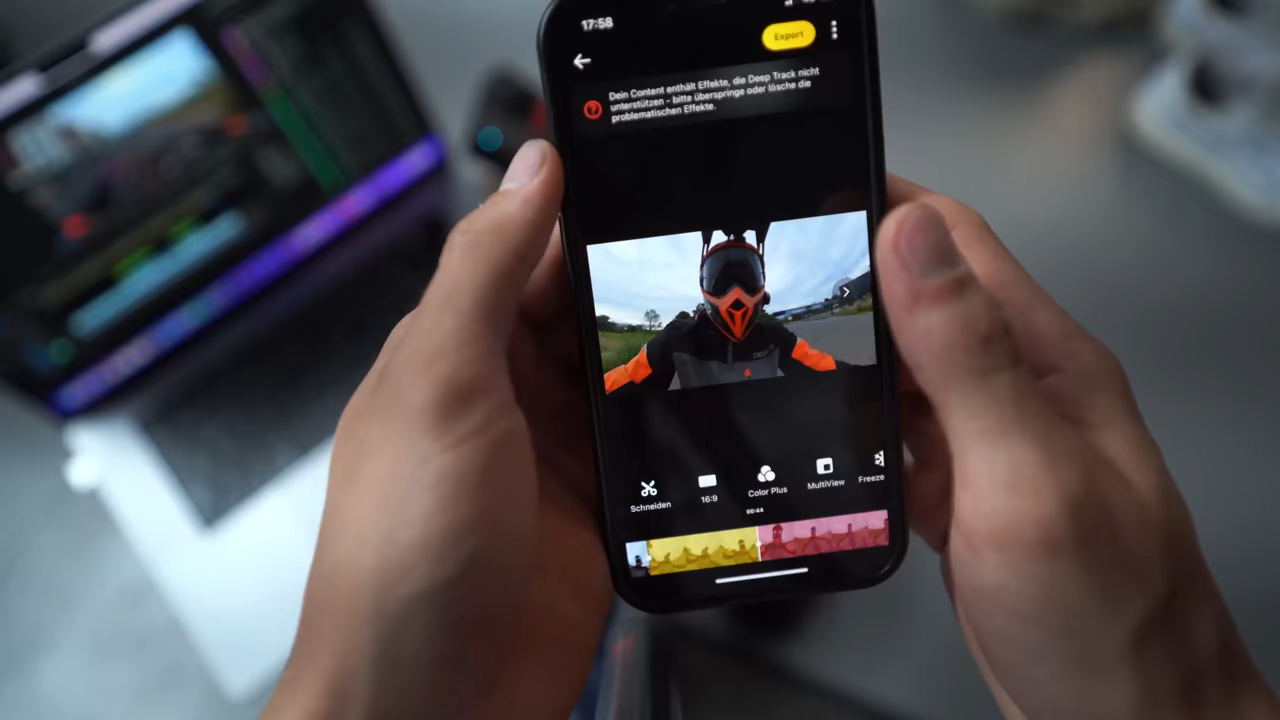 17:58
Export
Dein Content enthält Effekte, die Deep Track nicht
unterstützen - bitte überspringe oder lösche die
problematischen Effekte.
Schneiden
16:9
Color Plus
MultiView
Freeze
00:44